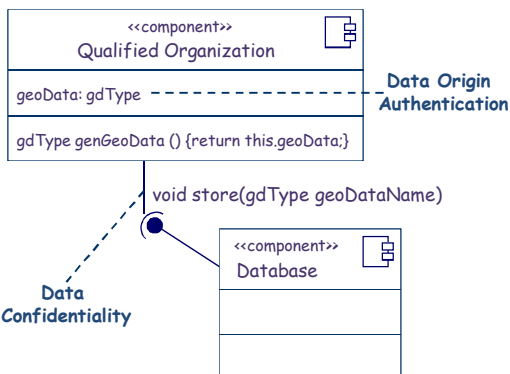 <<component>>
Qualified Organization
geoData: gdType
Data Origin
Authentication
gdType genGeoData () {return this.geoData;}
void store(gdType geoDataName)
<<component>>
Database
Data
Confidentiality